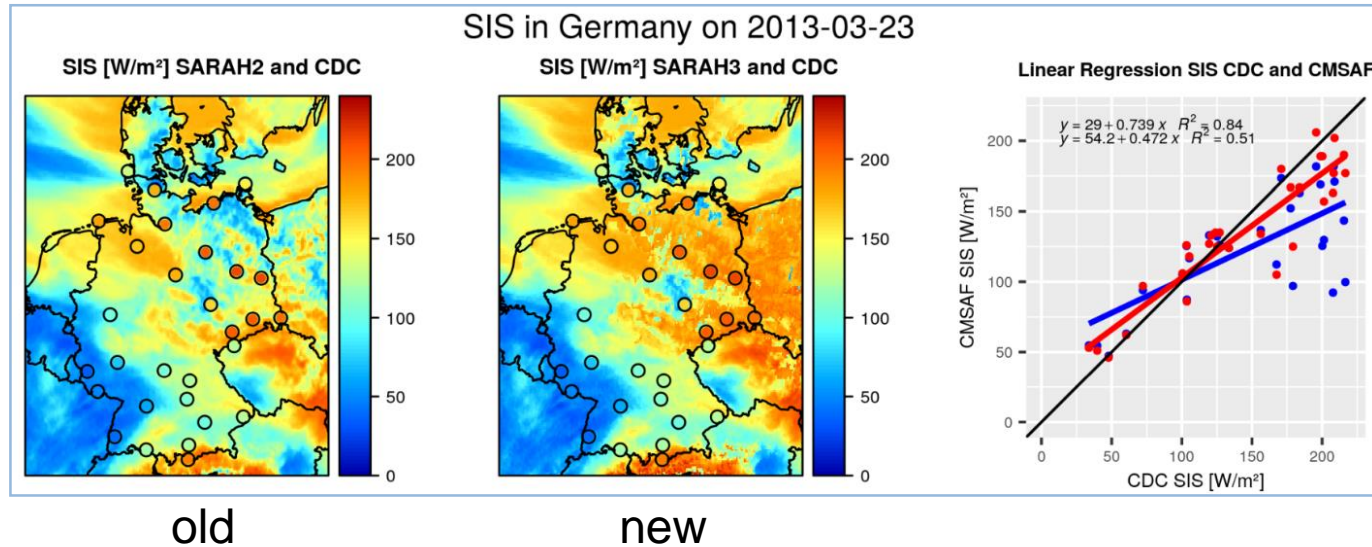 SIS in Germany on 2013-03-23
SIS [W/m²] SARAH2 and CDC
200
150
100
50
0
old
SIS [W/m²] SARAH3 and CDC
200
150
100
50
0
new
Linear Regression SIS CDC and CMSAF
y = 29 + 0.739 x R² = 0.84
y = 54.2 + 0.472 x R² = 0.51
CMSAF SIS [W/m²]
200
150
100
50
0
0 50 100 150 200
CDC SIS [W/m²]